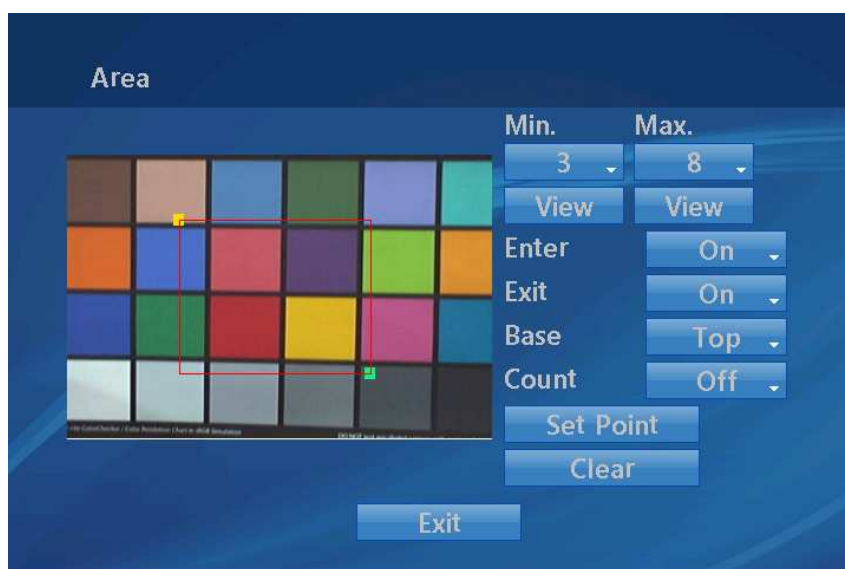 Area
Min. Max.
3 8
View View
Enter On
Exit On
Base Top
Count Off
Set Point
Clear
Exit